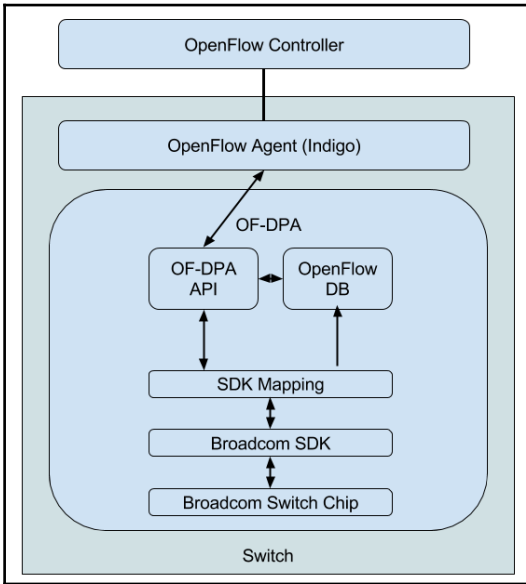 OpenFlow Controller
OpenFlow Agent (Indigo)
OF-DPA
OF-DPA
API
OpenFlow
DB
SDK Mapping
Broadcom SDK
Broadcom Switch Chip
Switch